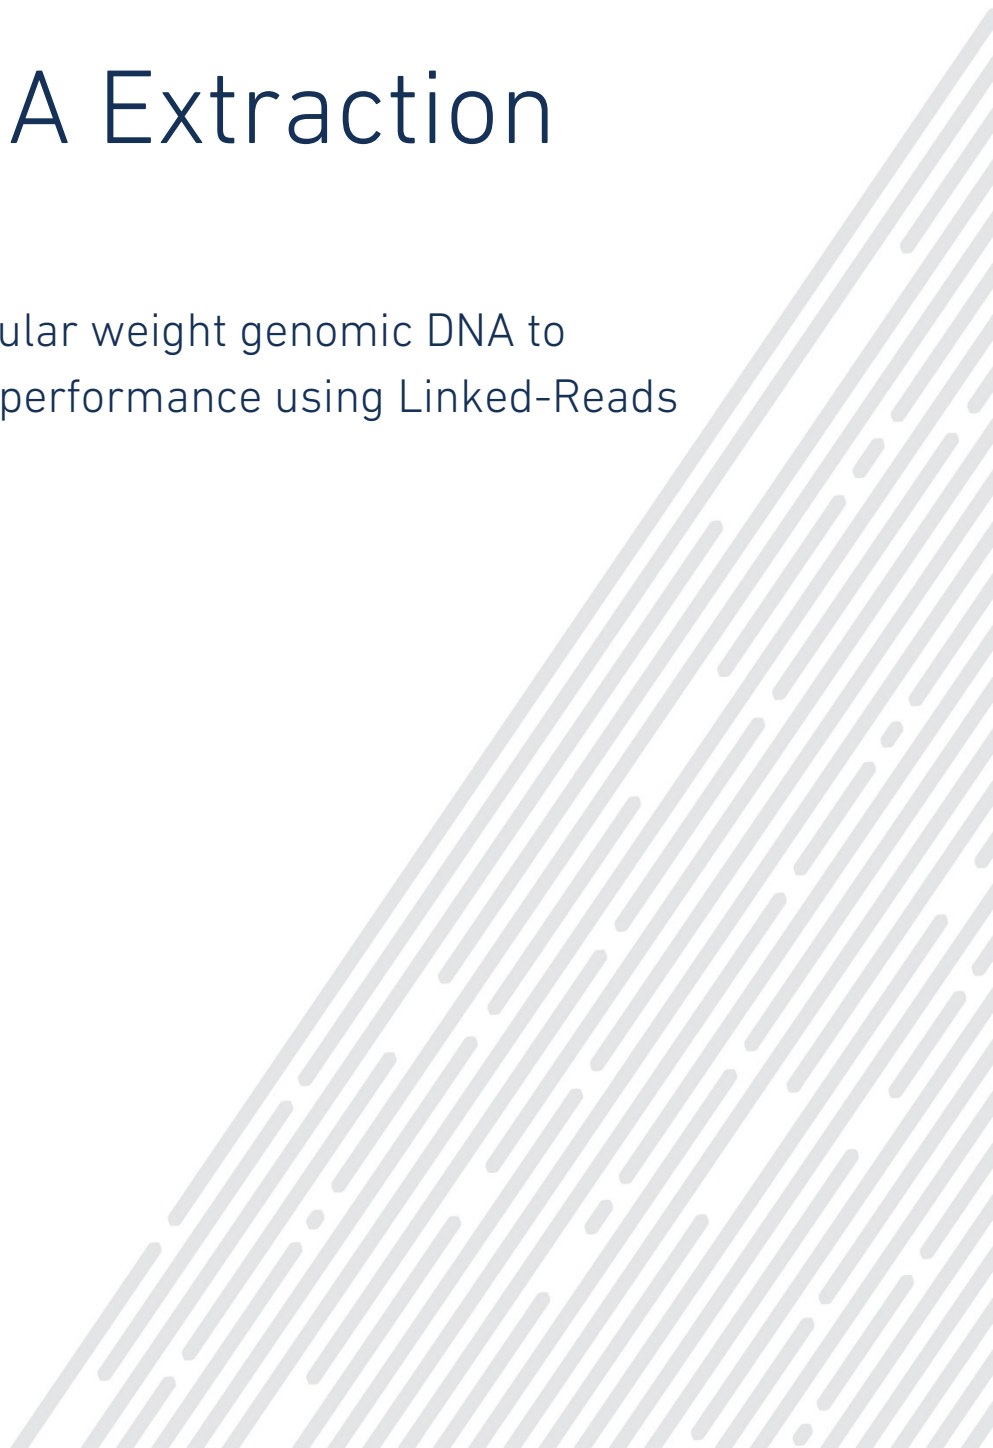 A Extraction
ular weight genomic DNA to
performance using Linked-Reads